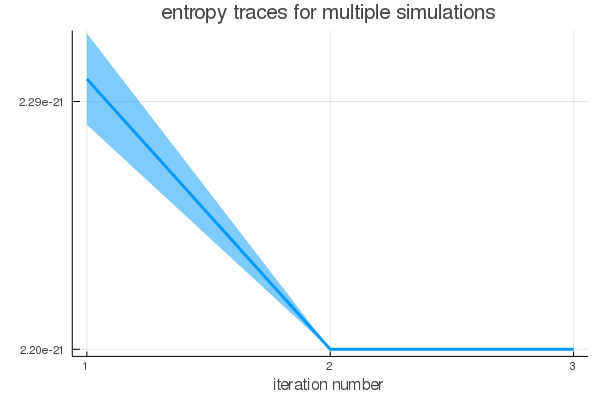 entropy traces for multiple simulations
2.29e-21
2.20e-21
1
2
3
iteration number